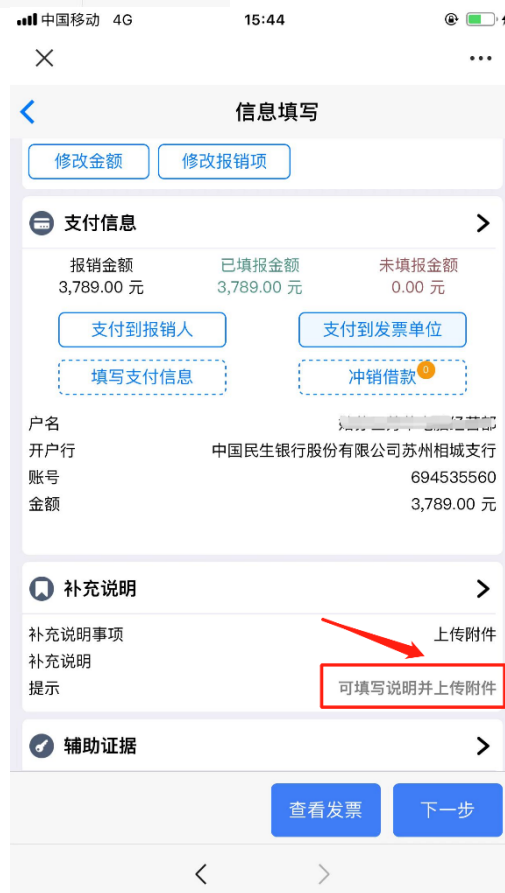 中国移动 4G 15:44
信息填写
修改金额 修改报销项
支付信息
报销金额 已填报金额 未填报金额
3,789.00 元 3,789.00 元 0.00 元
支付到报销人 支付到发票单位
填写支付信息 冲销借款 0
户名
开户行 中国民生银行股份有限公司苏州相城支行
账号 694535560
金额 3,789.00 元
补充说明
补充说明事项 上传附件
补充说明
提示 可填写说明并上传附件
辅助证据
查看发票 下一步